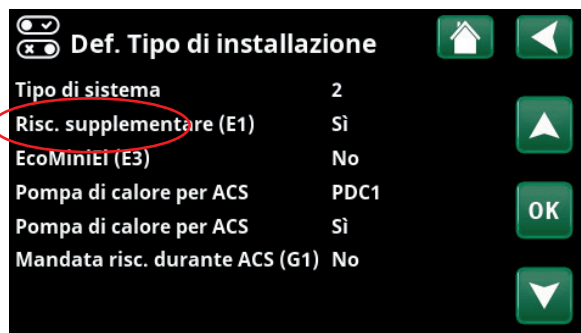 Def. Tipo di installazione
Tipo di sistema 2
Risc. supplementare (E1) Sì
EcoMiniEl (E3) No
Pompa di calore per ACS PDC1
Pompa di calore per ACS Sì
OK
Mandata risc. durante ACS (G1) No